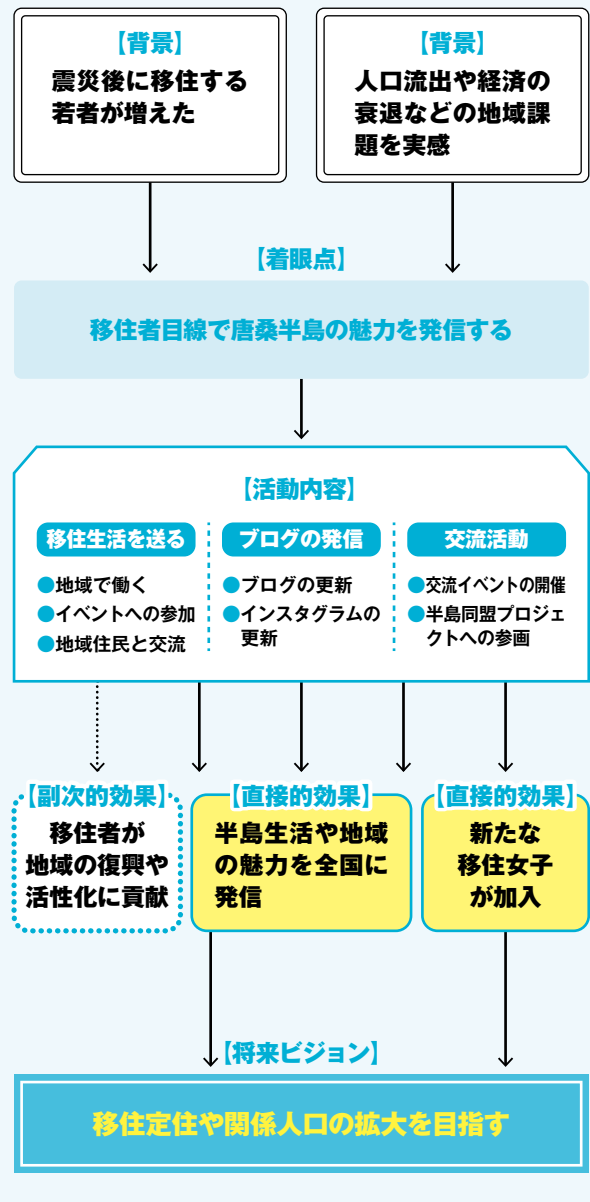 【背景】
震災後に移住する
若者が増えた
【背景】
人口流出や経済の
衰退などの地域課
題を実感
【着眼点】
移住者目線で唐桑半島の魅力を発信する
【活動内容】
移住生活を送る
●地域で働く
●イベントへの参加
●地域住民と交流
ブログの発信
●ブログの更新
●インスタグラムの
更新
交流活動
●交流イベントの開催
●半島同盟プロジェ
クトへの参画
【副次的効果】
移住者が
地域の復興や
活性化に貢献
【直接的効果】
半島生活や地域
の魅力を全国に
発信
【直接的効果】
新たな
移住女子
が加入
【将来ビジョン】
移住定住や関係人口の拡大を目指す